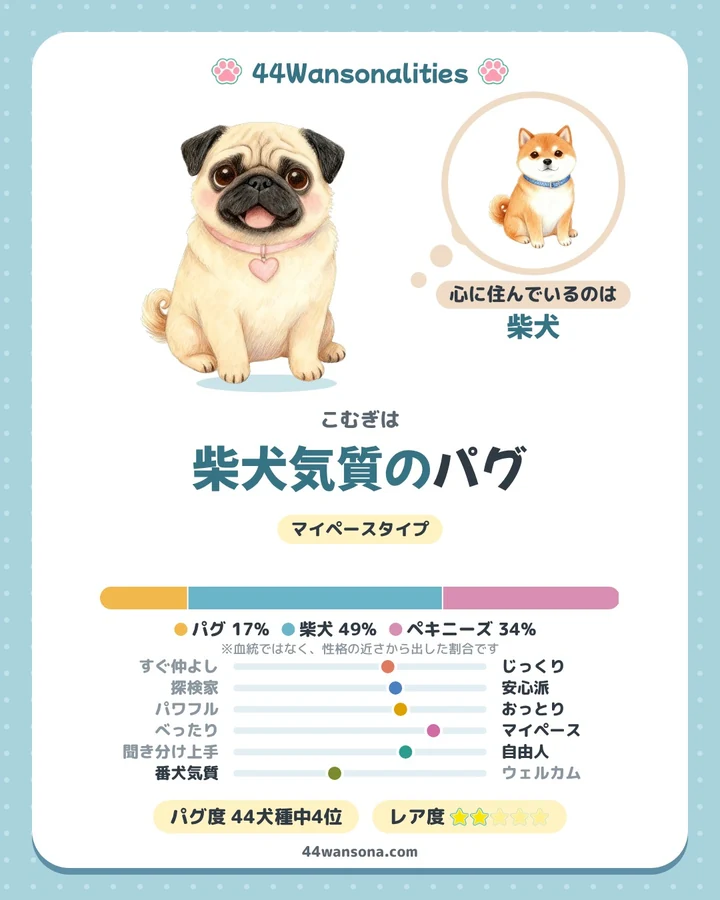 44Wansonalities
心に住んでいるのは
柴犬
こむぎは
柴犬気質のパグ
マイペースタイプ
パグ 17% 柴犬 49% ペキニーズ 34%
※血統ではなく、性格の近さから出した割合です
すぐ仲よし じっくり
探検家 安心派
パワフル おっとり
べったり マイペース
聞き分け上手 自由人
番犬気質 ウェルカム
パグ度 44犬種中4位 レア度
44wansona.com